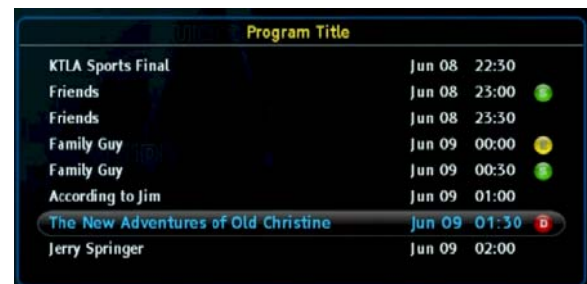 Program Title
KTLA Sports Final Jun 08 22:30
Friends Jun 08 23:00 S
Friends Jun 08 23:30
Family Guy Jun 09 00:00
Family Guy Jun 09 00:30 S
According to Jim Jun 09 01:00
The New Adventures of Old Christine Jun 09 01:30 D
Jerry Springer Jun 09 02:00